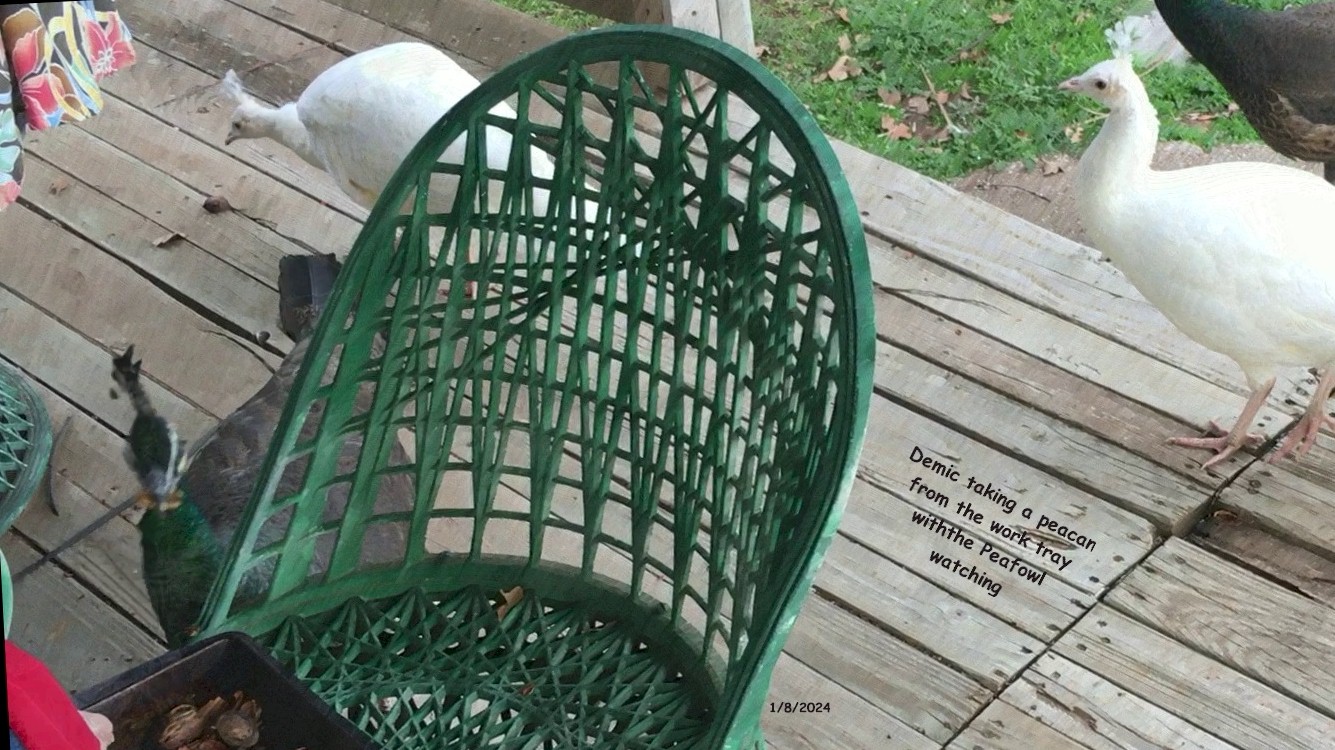 Demic taking a peacan
from the work tray
withthe Peafowl
watching
1/8/2024